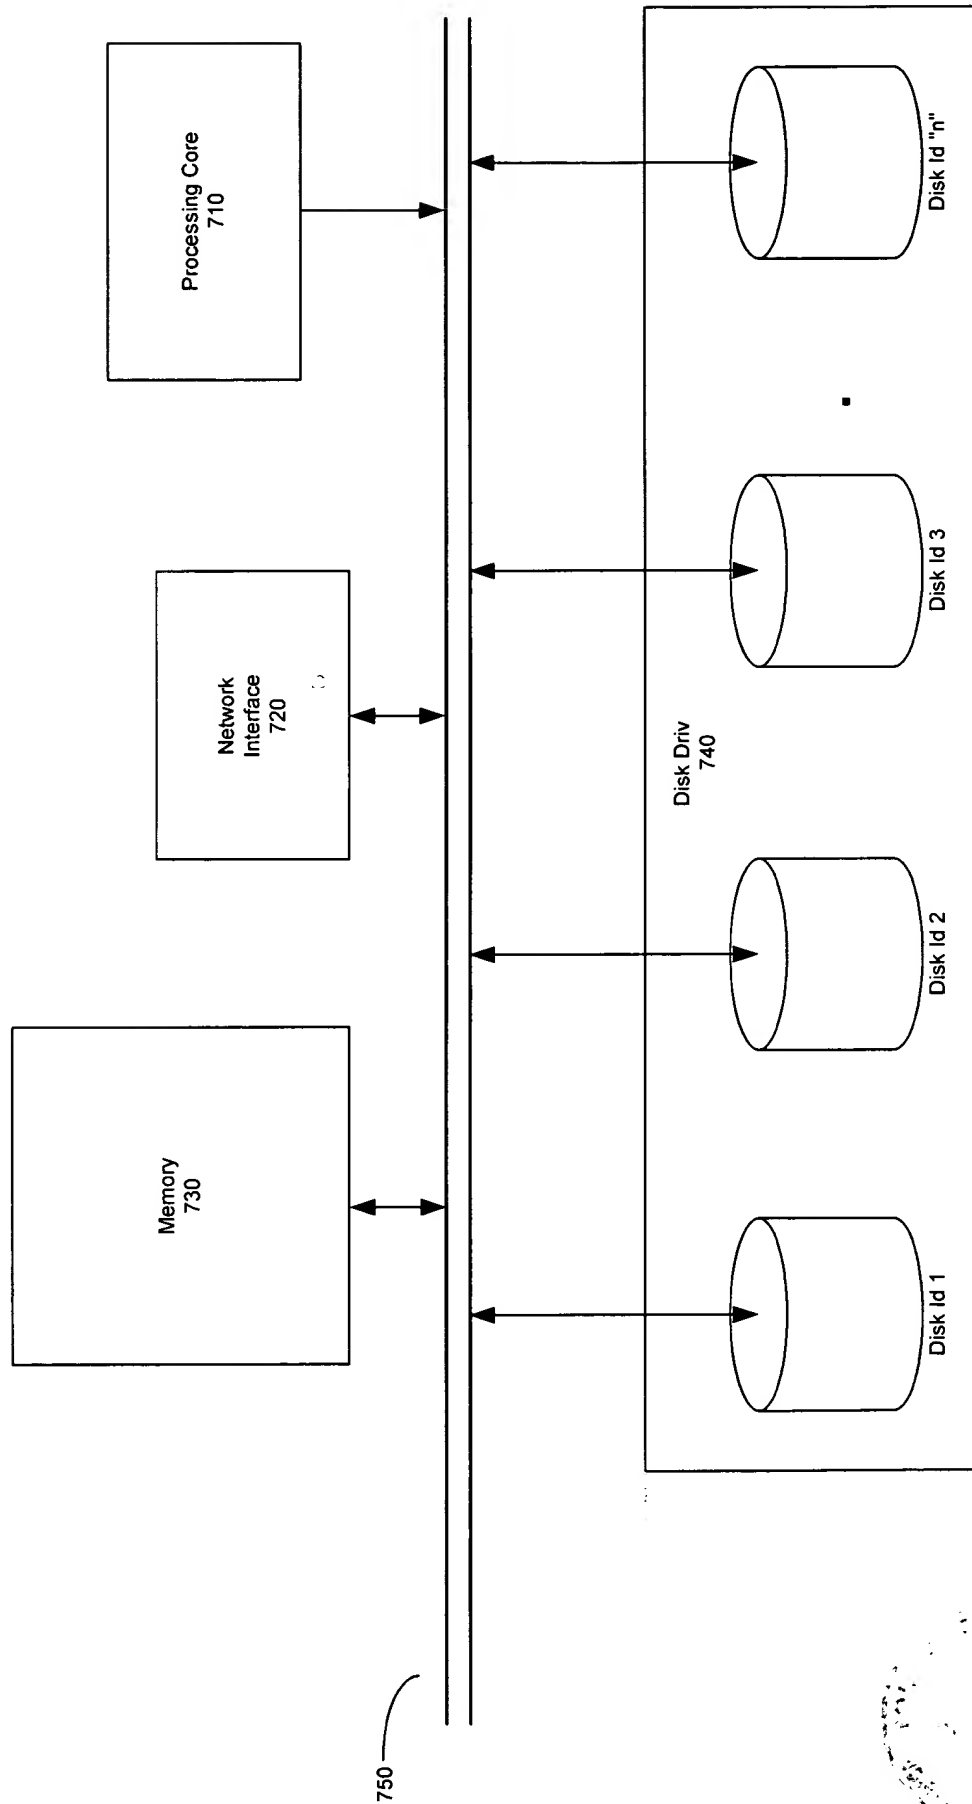 Memory
730
Network
Interface
720
Processing Core
710
750
Disk Driv
740
Disk Id 1
Disk Id 2
Disk Id 3
Disk Id "n"